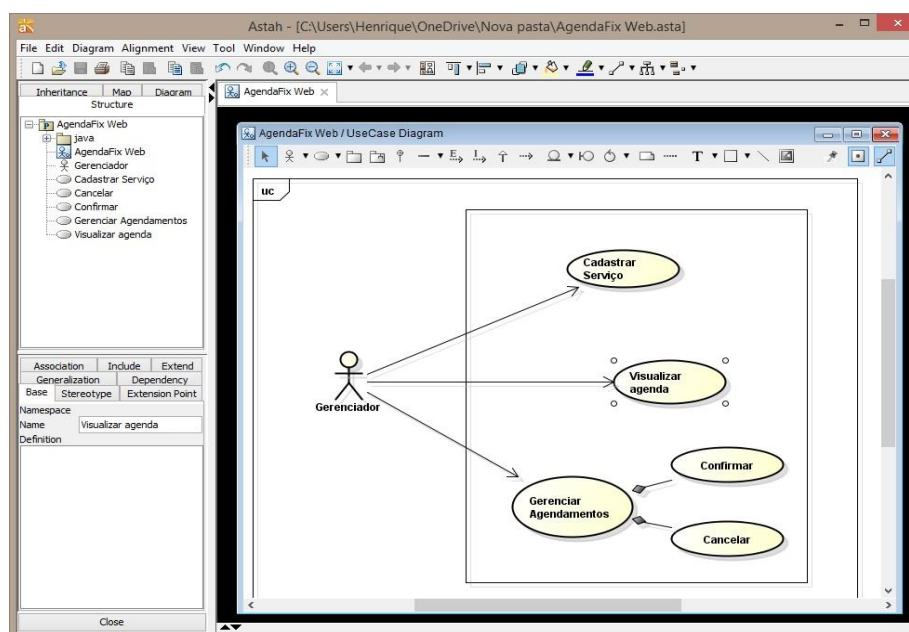 Astah - [C:\Users\Henrique\OneDrive\Nova pasta\AgendaFix Web.asta]
File Edit Diagram Alignment View Tool Window Help
Inheritance Map Diagram
Structure
AgendaFix Web
java
AgendaFix Web
Gerenciador
Cadastrar Serviço
Cancelar
Confirmar
Gerenciar Agendamentos
Visualizar agenda
Association Include Extend
Generalization Dependency
Base Stereotype Extension Point
Namespace
Name Visualizar agenda
Definition
Close
AgendaFix Web
AgendaFix Web / UseCase Diagram
T
uc
Cadastrar
Serviço
Visualizar
agenda
Gerenciador
Confirmar
Gerenciar
Agendamentos
Cancelar